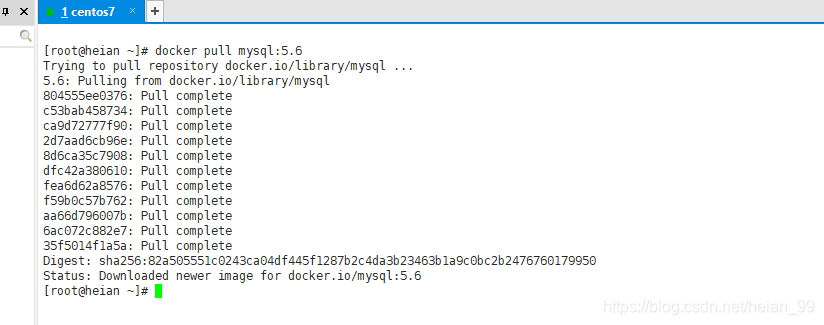 1 centos7
[root@heian ~]# docker pull mysql:5.6
Trying to pull repository docker.io/library/mysql ...
5.6: Pulling from docker.io/library/mysql
804555ee0376: Pull complete
c53bab458734: Pull complete
ca9d72777f90: Pull complete
2d7aad6cb96e: Pull complete
8d6ca35c7908: Pull complete
dfc42a380610: Pull complete
fea6d62a8576: Pull complete
f59b0c57b762: Pull complete
aa66d796007b: Pull complete
6ac072c882e7: Pull complete
35f5014f1a5a: Pull complete
Digest: sha256:82a505551c0243ca04df445f1287b2c4da3b23463b1a9c0bc2b2476760179950
Status: Downloaded newer image for docker.io/mysql:5.6
[root@heian ~]#
https://blog.csdn.net/heian_99